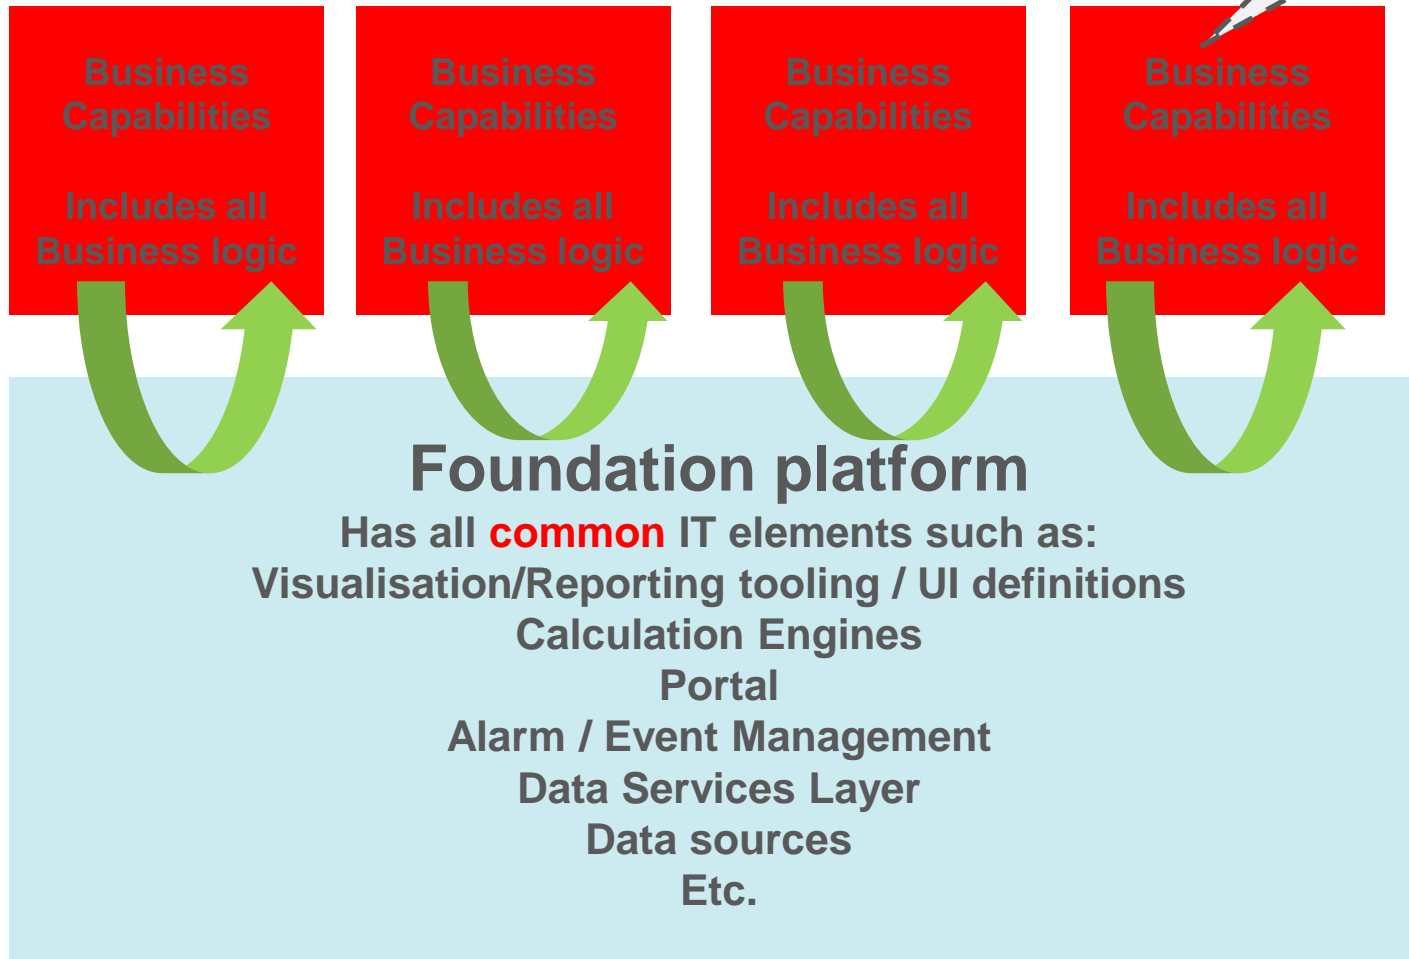 Business
Capabilities
Includes all
Business logic
Business
Capabilities
Includes all
Business logic
Business
Capabilities
Includes all
Business logic
Business
Capabilities
Includes all
Business logic
Foundation platform
Has all common IT elements such as:
Visualisation/Reporting tooling / UI definitions
Calculation Engines
Portal
Alarm / Event Management
Data Services Layer
Data sources
Etc.